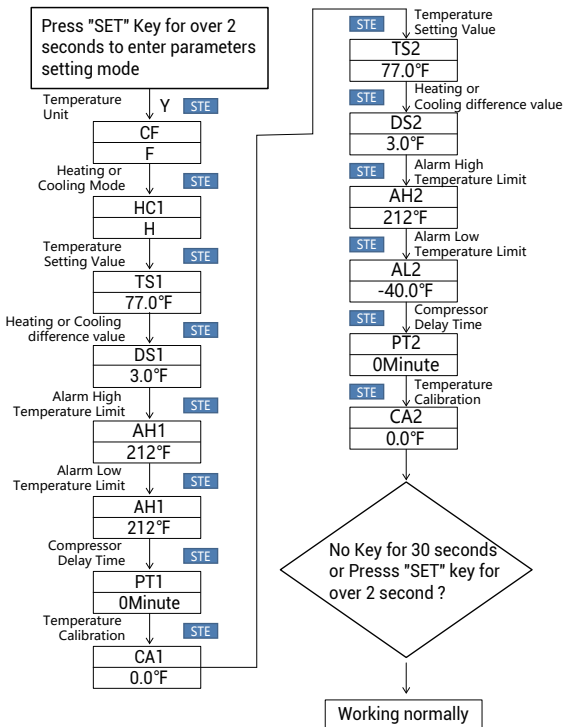 Press "SET" Key for over 2
seconds to enter parameters
setting mode
Temperature
Unit
Y
STE
CF
F
Heating or
Cooling Mode
STE
HC1
H
Temperature
Setting Value
STE
TS1
77.0°F
Heating or Cooling
difference value
STE
DS1
3.0°F
Alarm High
Temperature Limit
STE
AH1
212°F
Alarm Low
Temperature Limit
STE
AH1
212°F
Compressor
Delay Time
STE
PT1
0Minute
Temperature
Calibration
STE
CA1
0.0°F
STE
Temperature
Setting Value
TS2
77.0°F
STE
Heating or
Cooling difference value
DS2
3.0°F
STE
Alarm High
Temperature Limit
AH2
212°F
STE
Alarm Low
Temperature Limit
AL2
-40.0°F
STE
Compressor
Delay Time
PT2
0Minute
STE
Temperature
Calibration
CA2
0.0°F
No Key for 30 seconds
or Presss "SET" key for
over 2 second ?
Working normally